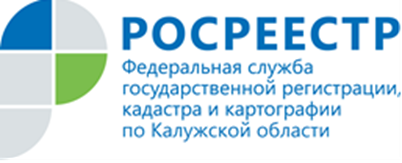 РОСРЕЕСТР
Федеральная служба
государственной регистрации,
кадастра и картографии
по Калужской области